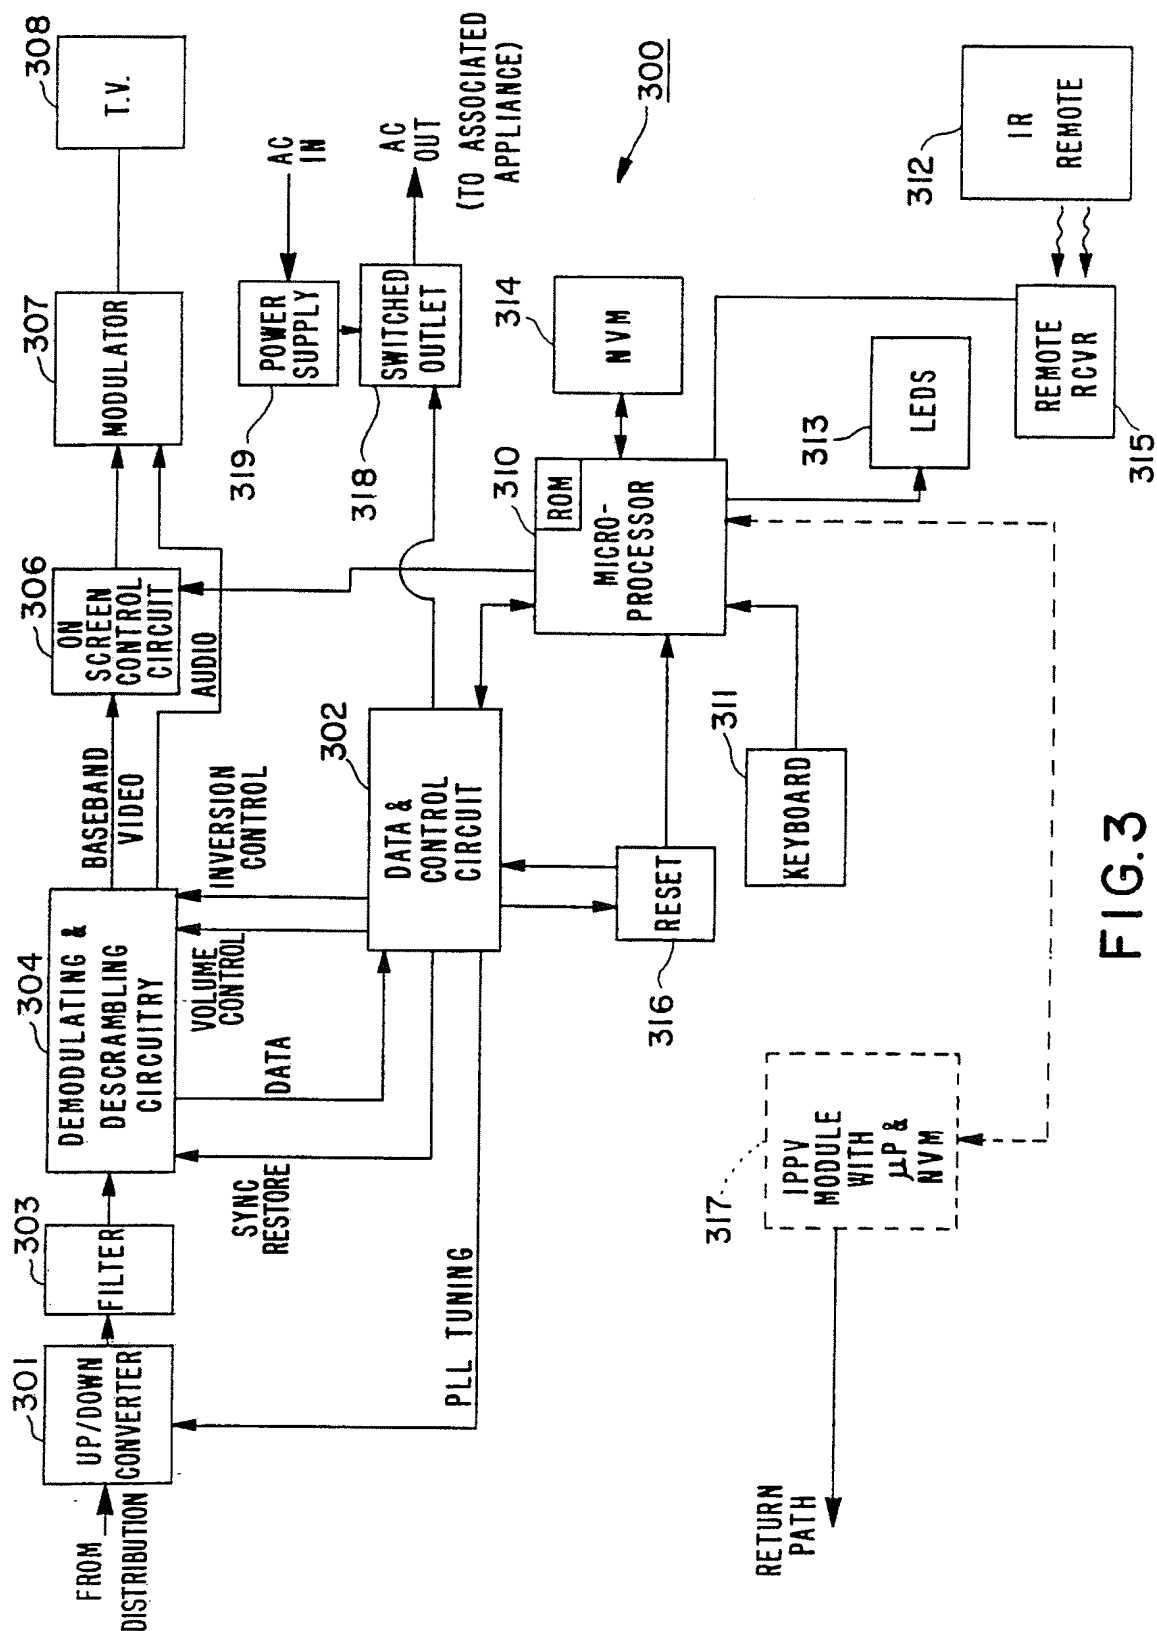 301
UP/DOWN
CONVERTER
FROM
DISTRIBUTION
303
FILTER
304
DEMODULATING &
DESCRAMBLING
CIRCUITRY
BASEBAND
VIDEO
306
ON
SCREEN
CONTROL
CIRCUIT
AUDIO
307
MODULATOR
308
T.V.
SYNC
RESTORE
DATA
VOLUME
CONTROL
INVERSION
CONTROL
319
POWER
SUPPLY
AC
IN
318
SWITCHED
OUTLET
AC
OUT
(TO ASSOCIATED
APPLIANCE)
PLL TUNING
302
DATA &
CONTROL
CIRCUIT
310
ROM
MICRO-
PROCESSOR
314
NVM
300
316
RESET
311
KEYBOARD
313
LEDS
312
IR
REMOTE
REMOTE
RCVR
315
RETURN
PATH
317
IPPV
MODULE
WITH
μP &
NVM
FIG.3